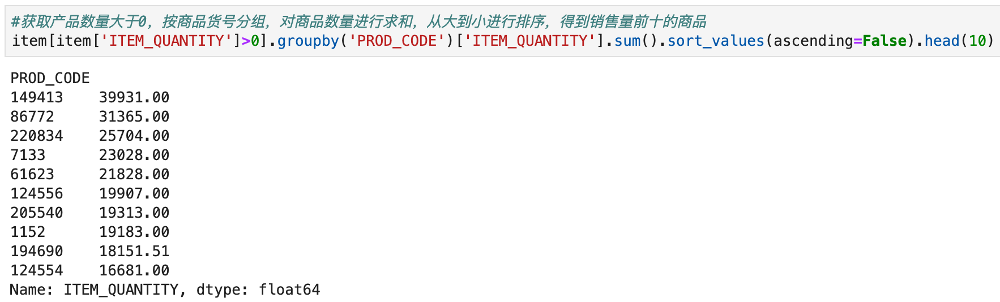 #获取产品数量大于0，按商品货号分组，对商品数量进行求和，从大到小进行排序，得到销售量前十的商品
item[item['ITEM_QUANTITY']>0].groupby('PROD_CODE')['ITEM_QUANTITY'].sum().sort_values(ascending=False).head(10)
PROD_CODE
149413    39931.00
86772     31365.00
220834    25704.00
7133      23028.00
61623     21828.00
124556    19907.00
205540    19313.00
1152      19183.00
194690    18151.51
124554    16681.00
Name: ITEM_QUANTITY, dtype: float64